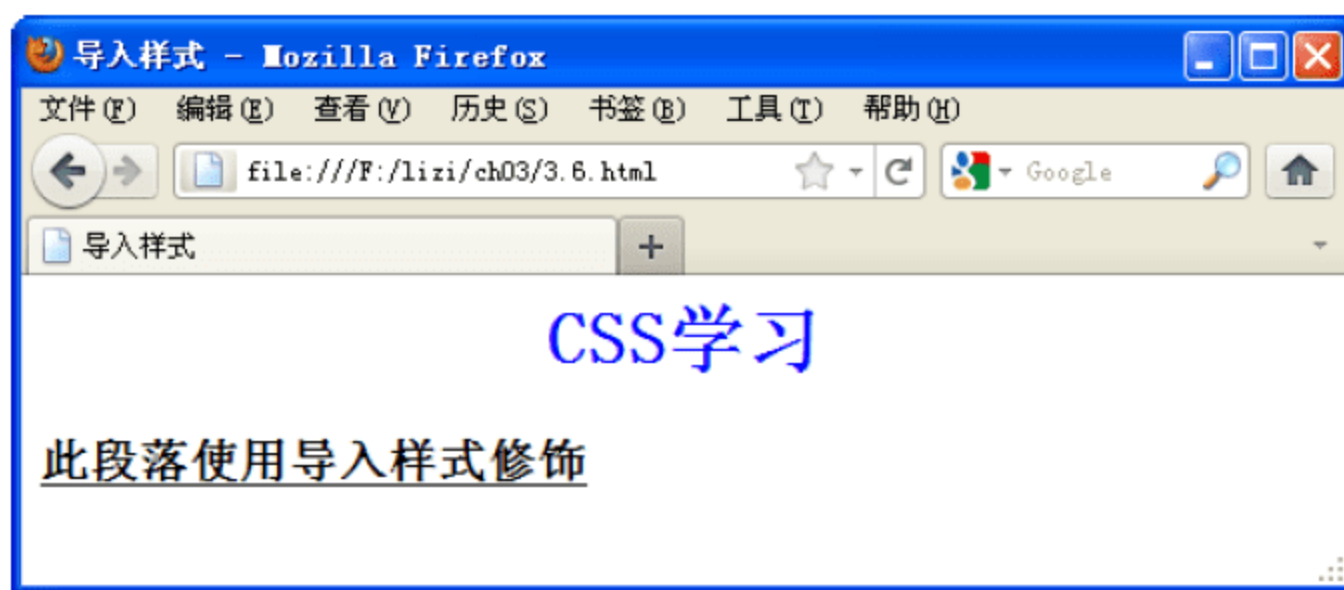 导入样式 - Mozilla Firefox
文件(F) 编辑(E) 查看(V) 历史(S) 书签(B) 工具(T) 帮助(H)
file:///F:/lizi/ch03/3.6.html Google
导入样式
CSS学习
此段落使用导入样式修饰